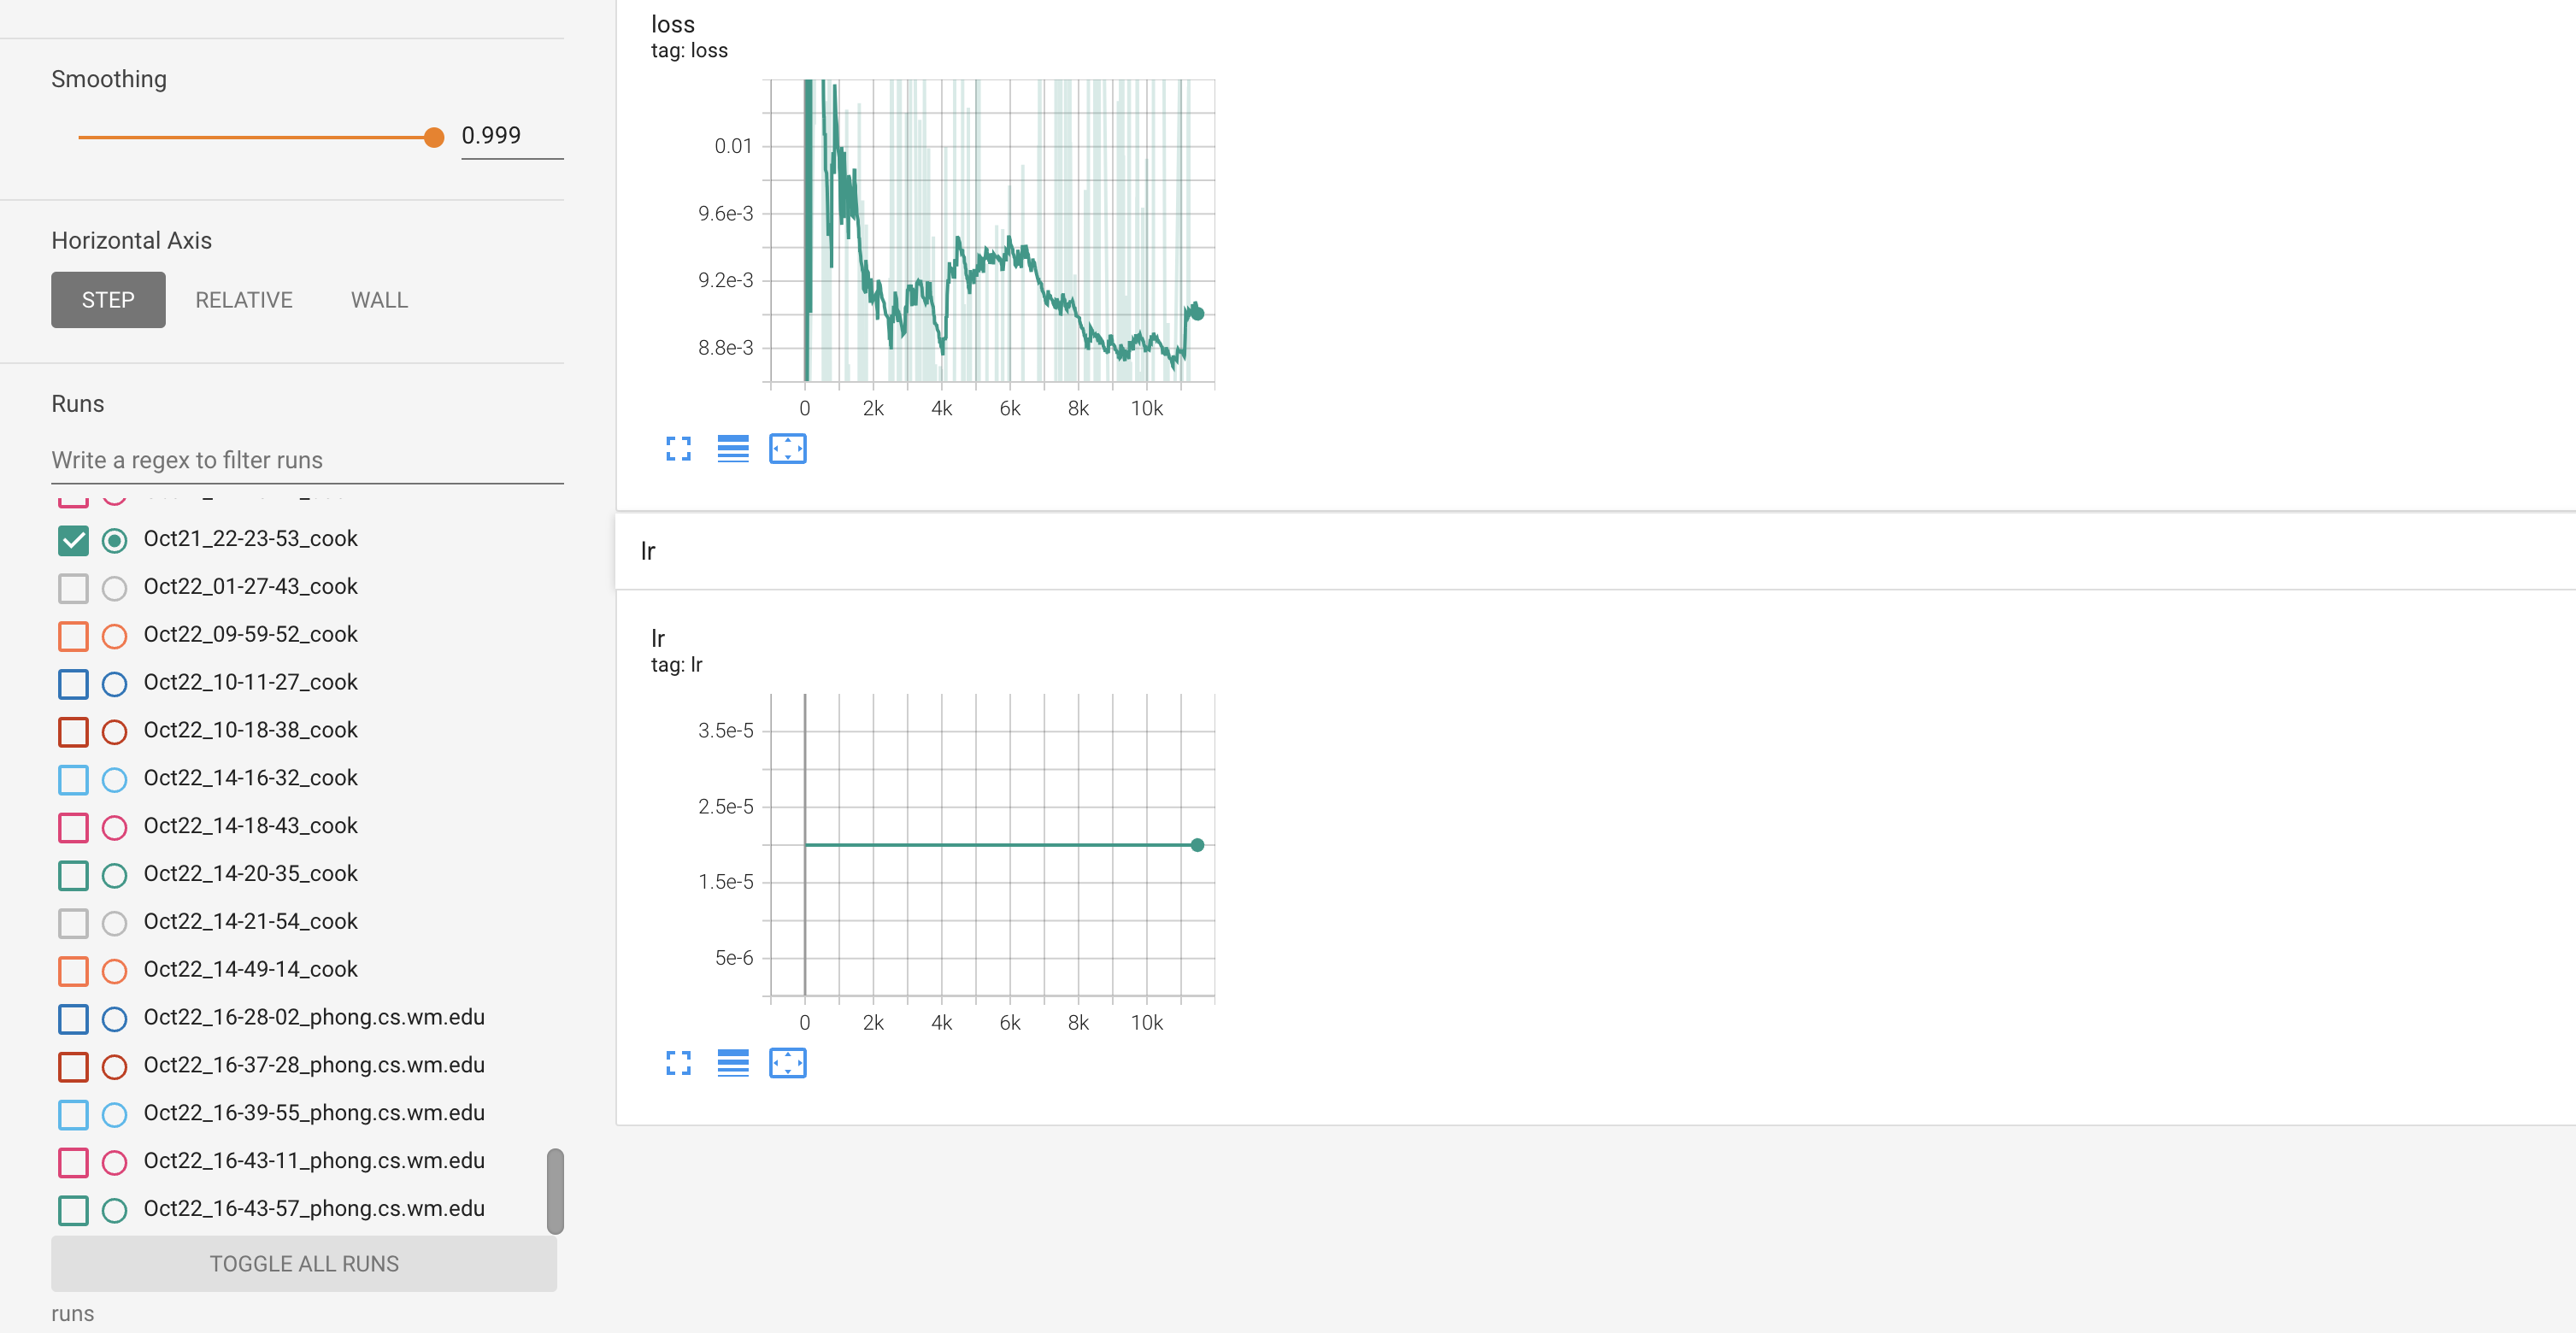 Smoothing
0.999
Horizontal Axis
STEP RELATIVE WALL
Runs
Write a regex to filter runs
Oct21_22-23-53_cook
Oct22_01-27-43_cook
Oct22_09-59-52_cook
Oct22_10-11-27_cook
Oct22_10-18-38_cook
Oct22_14-16-32_cook
Oct22_14-18-43_cook
Oct22_14-20-35_cook
Oct22_14-21-54_cook
Oct22_14-49-14_cook
Oct22_16-28-02_phong.cs.wm.edu
Oct22_16-37-28_phong.cs.wm.edu
Oct22_16-39-55_phong.cs.wm.edu
Oct22_16-43-11_phong.cs.wm.edu
Oct22_16-43-57_phong.cs.wm.edu
TOGGLE ALL RUNS
runs
loss
tag: loss
0.01
9.6e-3
9.2e-3
8.8e-3
0 2k 4k 6k 8k 10k
lr
lr
tag: lr
3.5e-5
2.5e-5
1.5e-5
5e-6
0 2k 4k 6k 8k 10k